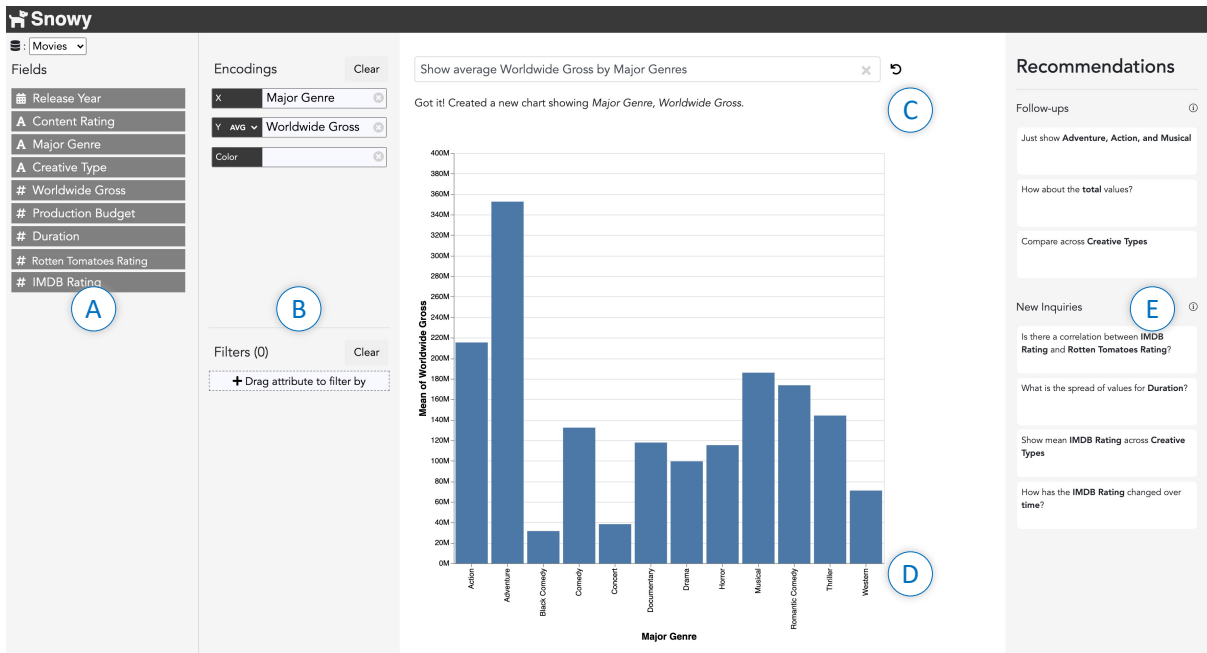 Snowy
: Movies
Fields
Release Year
A Content Rating
A Major Genre
A Creative Type
# Worldwide Gross
# Production Budget
# Duration
# Rotten Tomatoes Rating
# IMDB Rating
A
Encodings
Clear
X Major Genre
Y AVG Worldwide Gross
Color
B
Filters (0)
Clear
+ Drag attribute to filter by
Show average Worldwide Gross by Major Genres
Got it! Created a new chart showing Major Genre, Worldwide Gross.
C
400M
380M
360M
340M
320M
300M
280M
260M
240M
220M
200M
180M
160M
140M
120M
100M
80M
60M
40M
20M
0M
Mean of Worldwide Gross
Action
Adventure
Black Comedy
Comedy
Concert
Documentary
Drama
Horror
Musical
Romantic Comedy
Thriller
Western
Major Genre
D
Recommendations
Follow-ups
Just show Adventure, Action, and Musical
How about the total values?
Compare across Creative Types
New Inquiries
E
Is there a correlation between IMDB
Rating and Rotten Tomatoes Rating?
What is the spread of values for Duration?
Show mean IMDB Rating across Creative
Types
How has the IMDB Rating changed over
time?